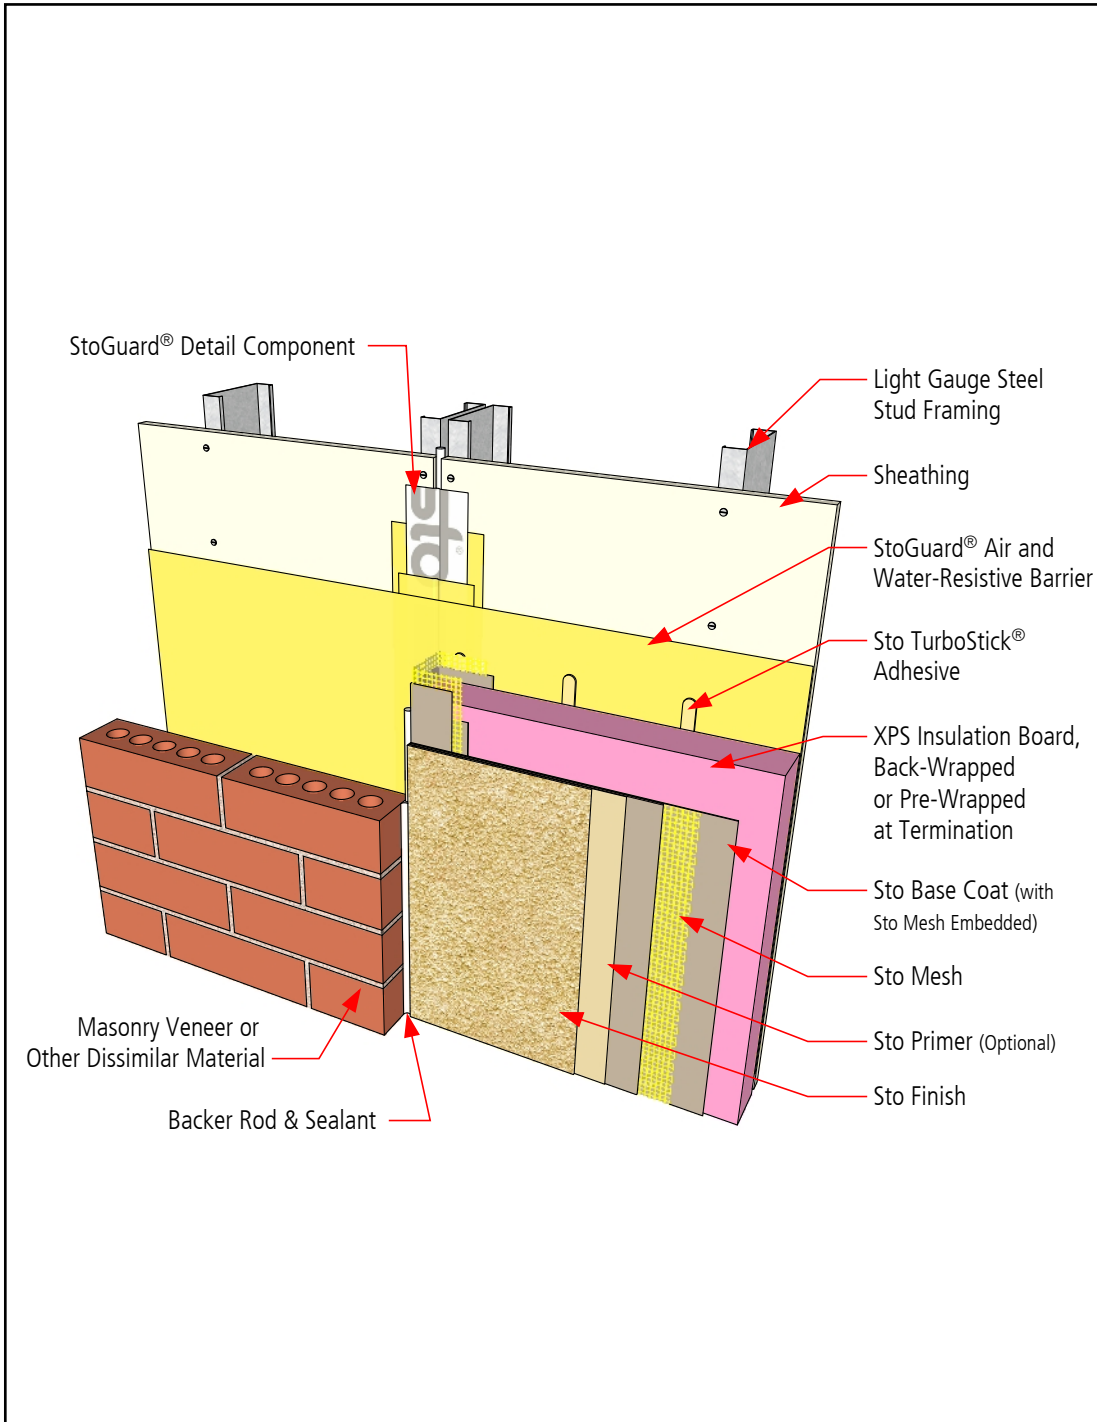 StoGuard® Detail Component
Light Gauge Steel
Stud Framing
Sheathing
sto
®
StoGuard® Air and
Water-Resistive Barrier
Sto TurboStick®
Adhesive
XPS Insulation Board,
Back-Wrapped
or Pre-Wrapped
at Termination
Sto Base Coat (with
Sto Mesh Embedded)
Sto Mesh
Masonry Veneer or
Other Dissimilar Material
Sto Primer (Optional)
Sto Finish
Backer Rod & Sealant